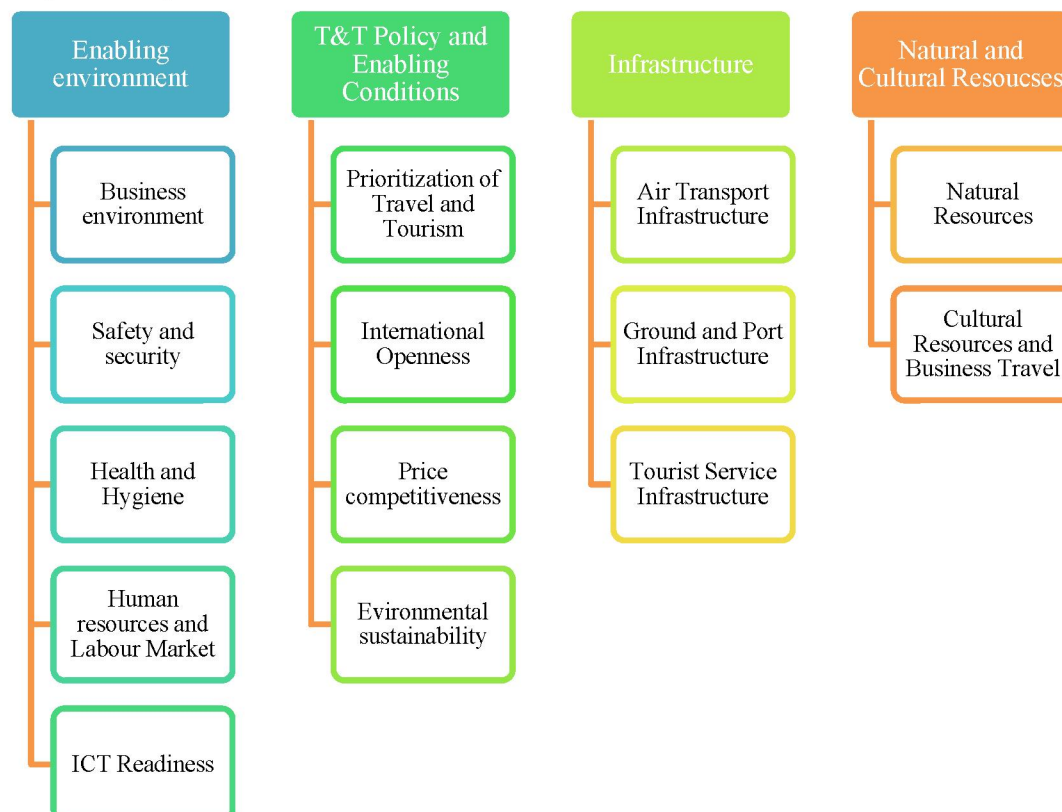 Enabling
environment
Business
environment
Safety and
security
Health and
Hygiene
Human
resources and
Labour Market
ICT Readiness
T&T Policy and
Enabling
Conditions
Prioritization of
Travel and
Tourism
International
Openness
Price
competitiveness
Evironmental
sustainability
Infrastructure
Air Transport
Infrastructure
Ground and Port
Infrastructure
Tourist Service
Infrastructure
Natural and
Cultural Resoucses
Natural
Resources
Cultural
Resources and
Business Travel